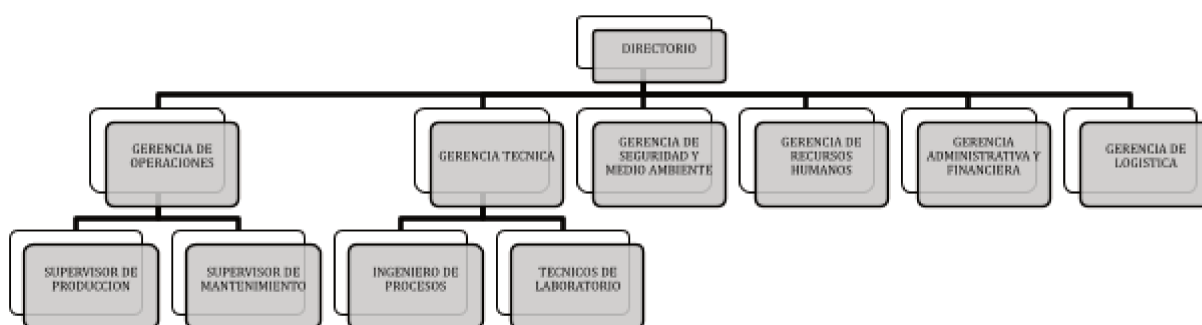 DIRECTORIO
GERENCIA DE
OPERACIONES
GERENCIA TECNICA
GERENCIA DE
SEGURIDAD Y
MEDIO AMBIENTE
GERENCIA DE
RECURSOS
HUMANOS
GERENCIA
ADMINISTRATIVA Y
FINANCIERA
GERENCIA DE
LOGISTICA
SUPERVISOR DE
PRODUCCION
SUPERVISOR DE
MANTENIMIENTO
INGENIERO DE
PROCESOS
TECNICOS DE
LABORATORIO